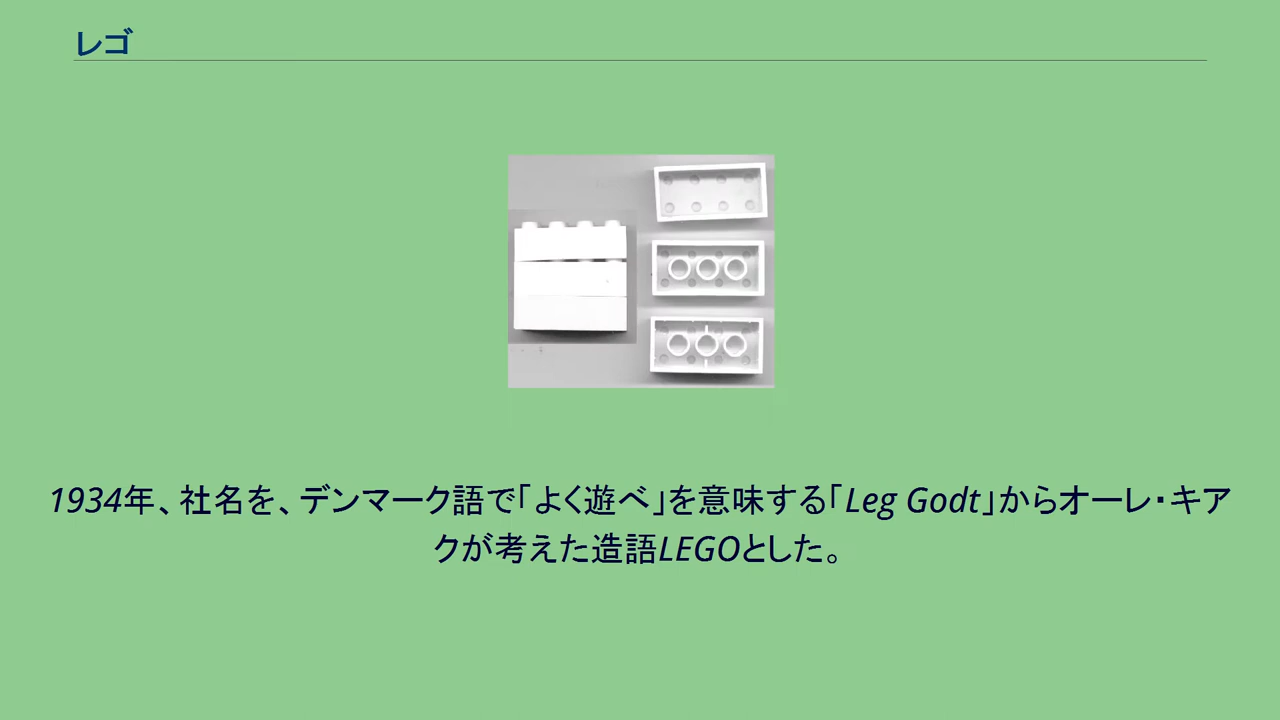 レゴ
1934年、社名を、デンマーク語で「よく遊べ」を意味する「Leg Godt」からオーレ・キア
クが考えた造語LEGOとした。